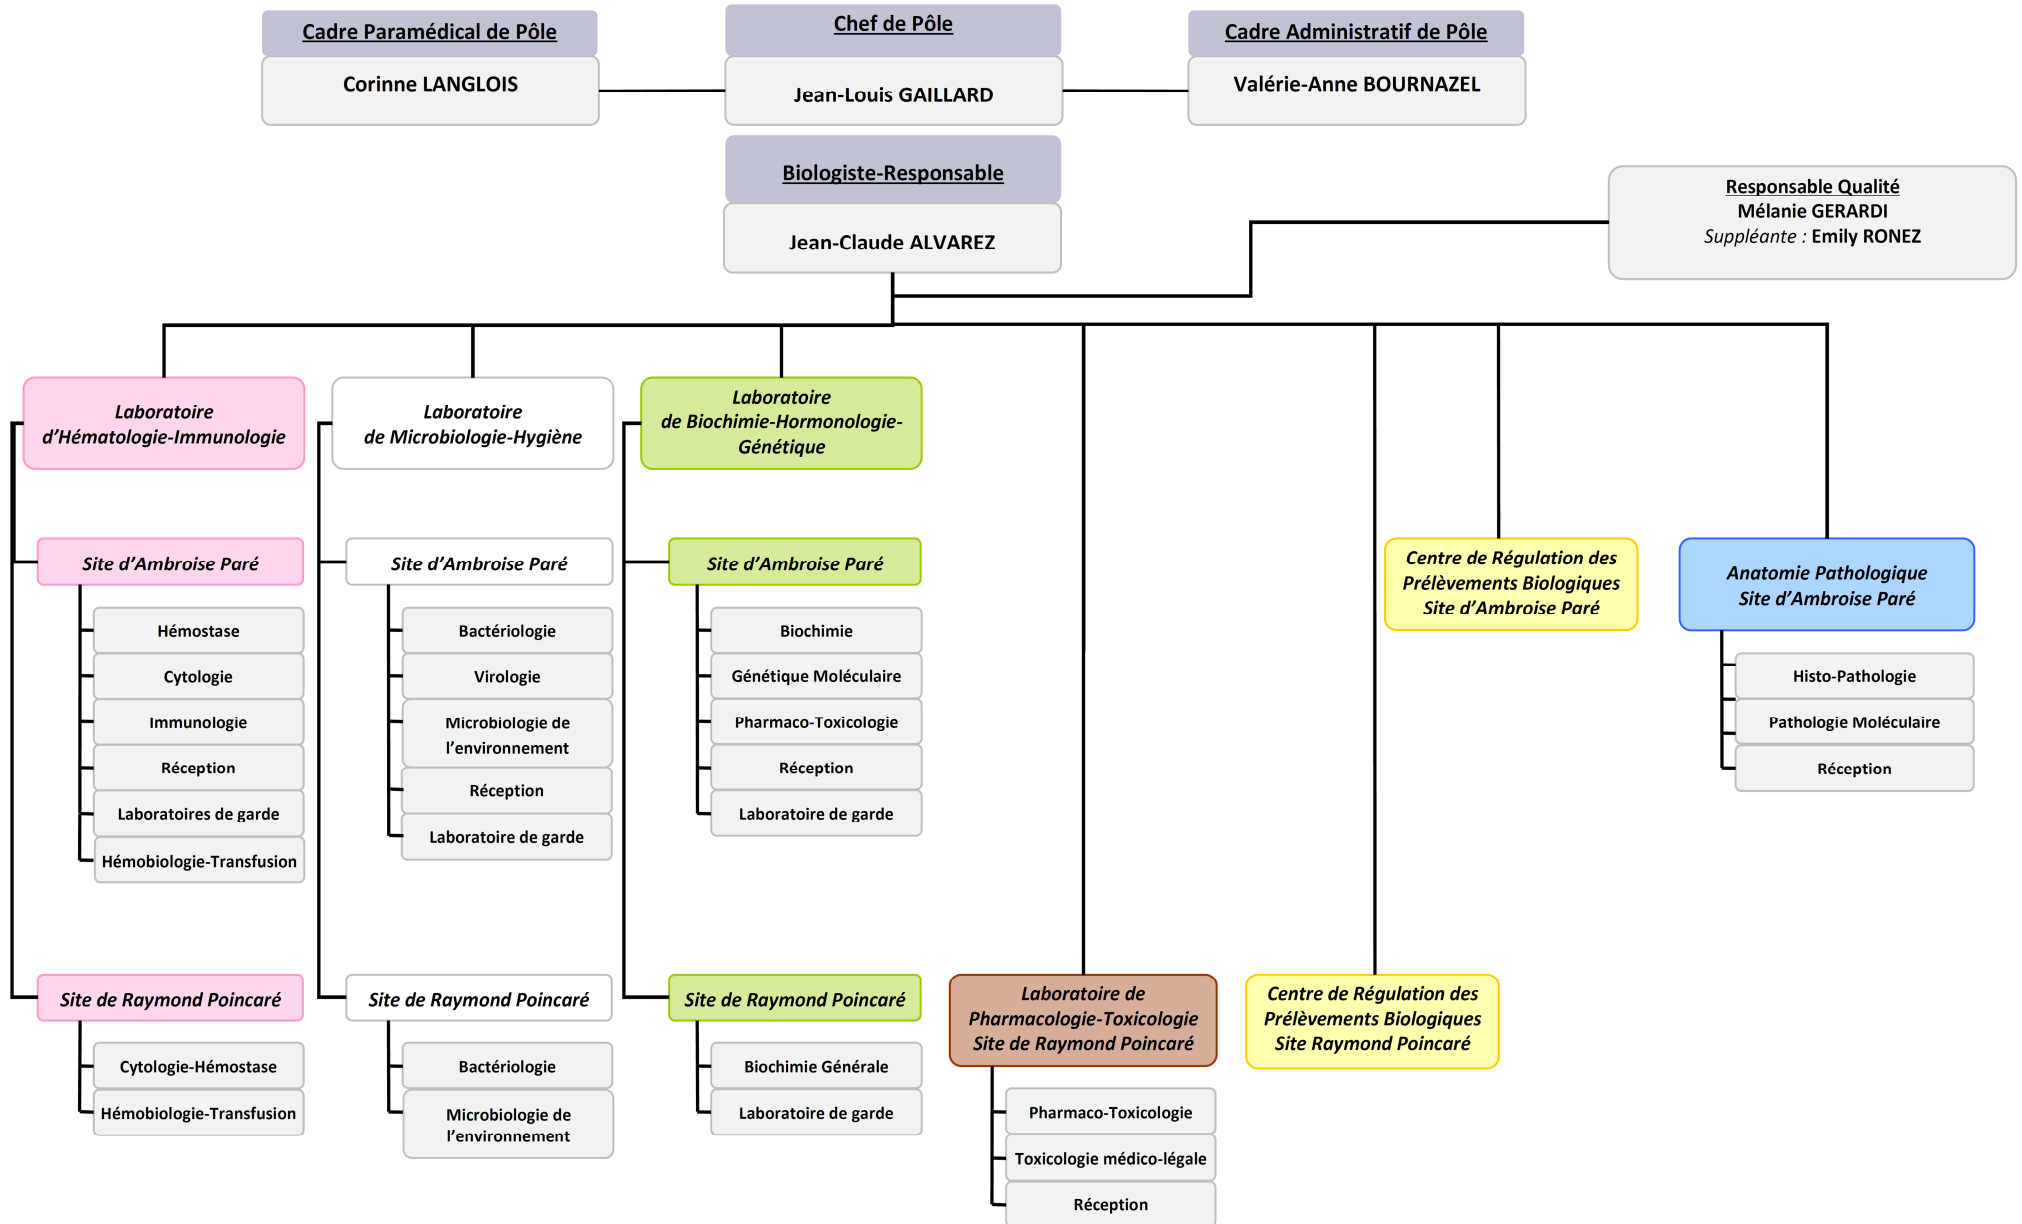 Cadre Paramédical de Pôle
Corinne LANGLOIS
Chef de Pôle
Jean-Louis GAILLARD
Cadre Administratif de Pôle
Valérie-Anne BOURNAZEL
Biologiste-Responsable
Jean-Claude ALVAREZ
Responsable Qualité
Mélanie GERARDI
Suppléante : Emily RONEZ
Laboratoire
d’Hématologie-Immunologie
Site d’Ambroise Paré
Hémostase
Cytologie
Immunologie
Réception
Laboratoires de garde
Hémobiologie-Transfusion
Site de Raymond Poincaré
Cytologie-Hémostase
Hémobiologie-Transfusion
Laboratoire
de Microbiologie-Hygiène
Site d’Ambroise Paré
Bactériologie
Virologie
Microbiologie de
l’environnement
Réception
Laboratoire de garde
Site de Raymond Poincaré
Bactériologie
Microbiologie de
l’environnement
Laboratoire
de Biochimie-Hormonologie-
Génétique
Site d’Ambroise Paré
Biochimie
Génétique Moléculaire
Pharmaco-Toxicologie
Réception
Laboratoire de garde
Site de Raymond Poincaré
Biochimie Générale
Laboratoire de garde
Laboratoire de
Pharmacologie-Toxicologie
Site de Raymond Poincaré
Pharmaco-Toxicologie
Toxicologie médico-légale
Réception
Centre de Régulation des
Prélèvements Biologiques
Site Raymond Poincaré
Centre de Régulation des
Prélèvements Biologiques
Site d’Ambroise Paré
Anatomie Pathologique
Site d’Ambroise Paré
Histo-Pathologie
Pathologie Moléculaire
Réception